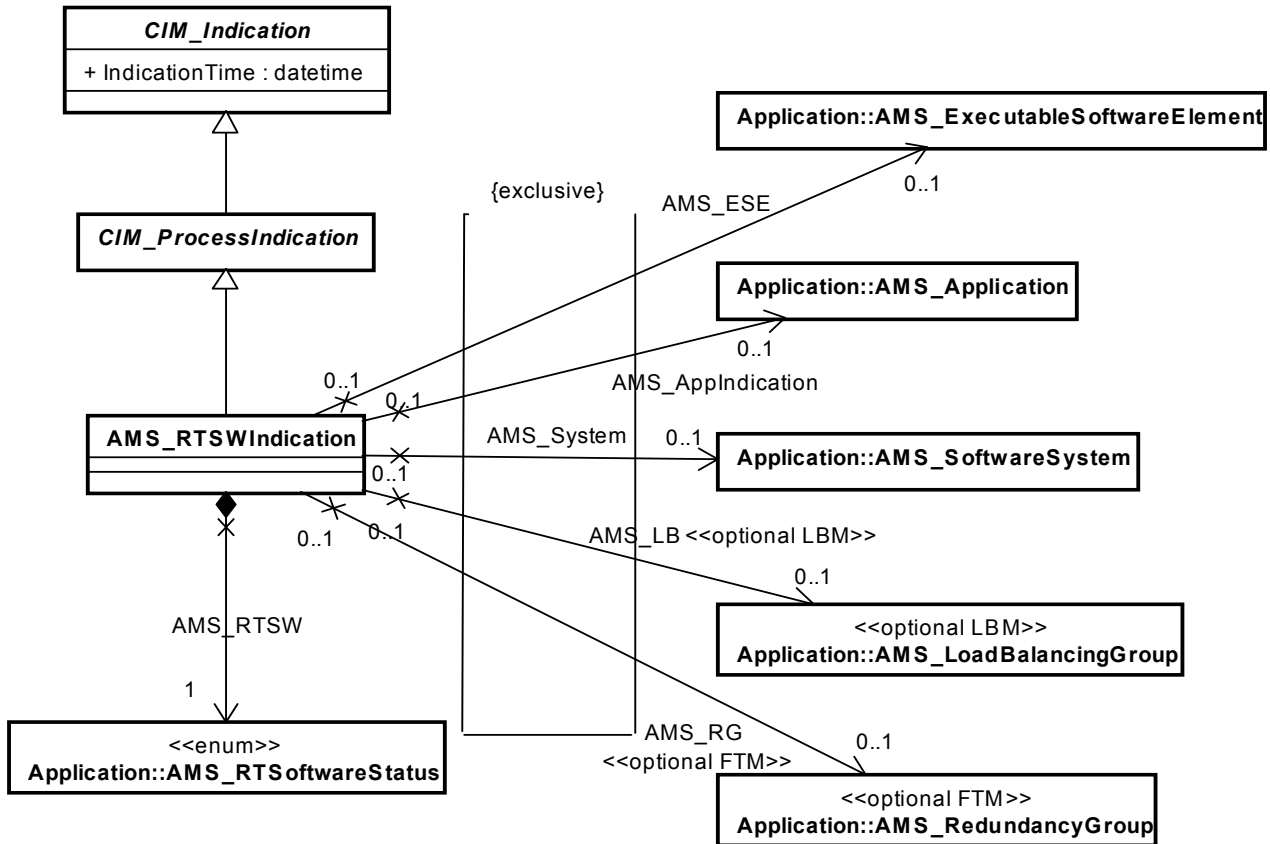 CIM_Indication
+ IndicationTime : datetime
Application::AMS_ExecutableSoftwareElement
0..1
{exclusive}
AMS_ESE
CIM_ProcessIndication
Application::AMS_Application
0..1
AMS_AppIndication
0..1
0..1
AMS_RTSWIndication
AMS_System
0..1
Application::AMS_SoftwareSystem
0..1
AMS_LB <<optional LBM>>
0..1
0..1
0..1
<<optional LBM>>
Application::AMS_LoadBalancingGroup
AMS_RTSW
1
<<enum>>
Application::AMS_RTSoftwareStatus
AMS_RG
<<optional FTM>>
0..1
<<optional FTM>>
Application::AMS_RedundancyGroup